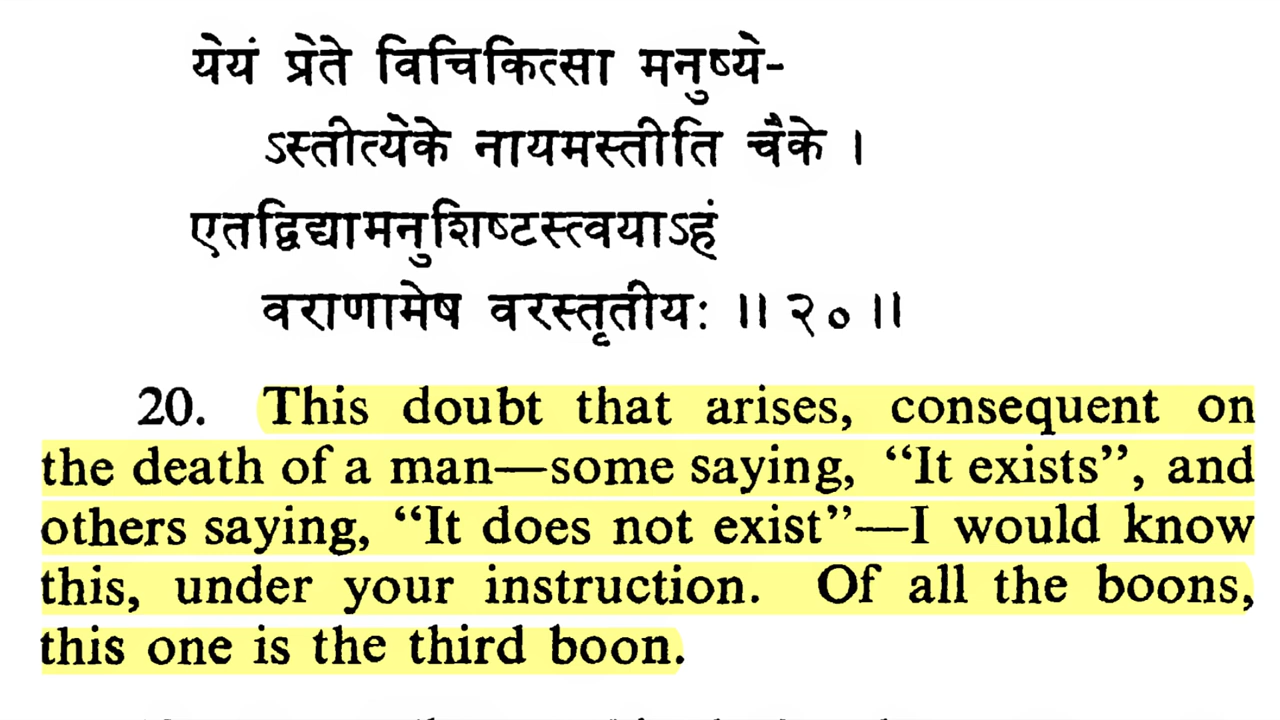 येयं प्रेते विचिकित्सा मनुष्ये-
ऽस्तीत्येके नायमस्तीति चैके ।
एतद्विद्यामनुशिष्टस्त्वयाऽहं
वराणामेष वरस्तृतीयः ॥ २० ॥
20. This doubt that arises, consequent on
the death of a man—some saying, “It exists”, and
others saying, “It does not exist”—I would know
this, under your instruction. Of all the boons,
this one is the third boon.